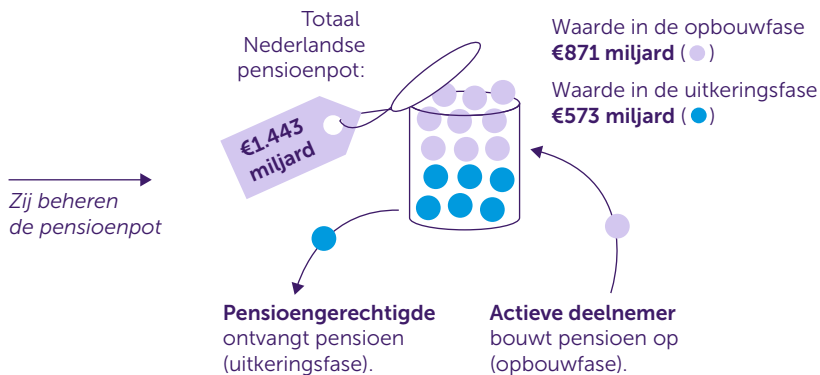 Totaal
Nederlandse
pensioenpot:
€1.443
miljard
Waarde in de opbouwfase
€871 miljard ( )
Waarde in de uitkeringsfase
€573 miljard ( )
Zij beheren
de pensioenpot
Pensioengerechtigde
ontvangt pensioen
(uitkeringsfase).
Actieve deelnemer
bouwt pensioen op
(opbouwfase).